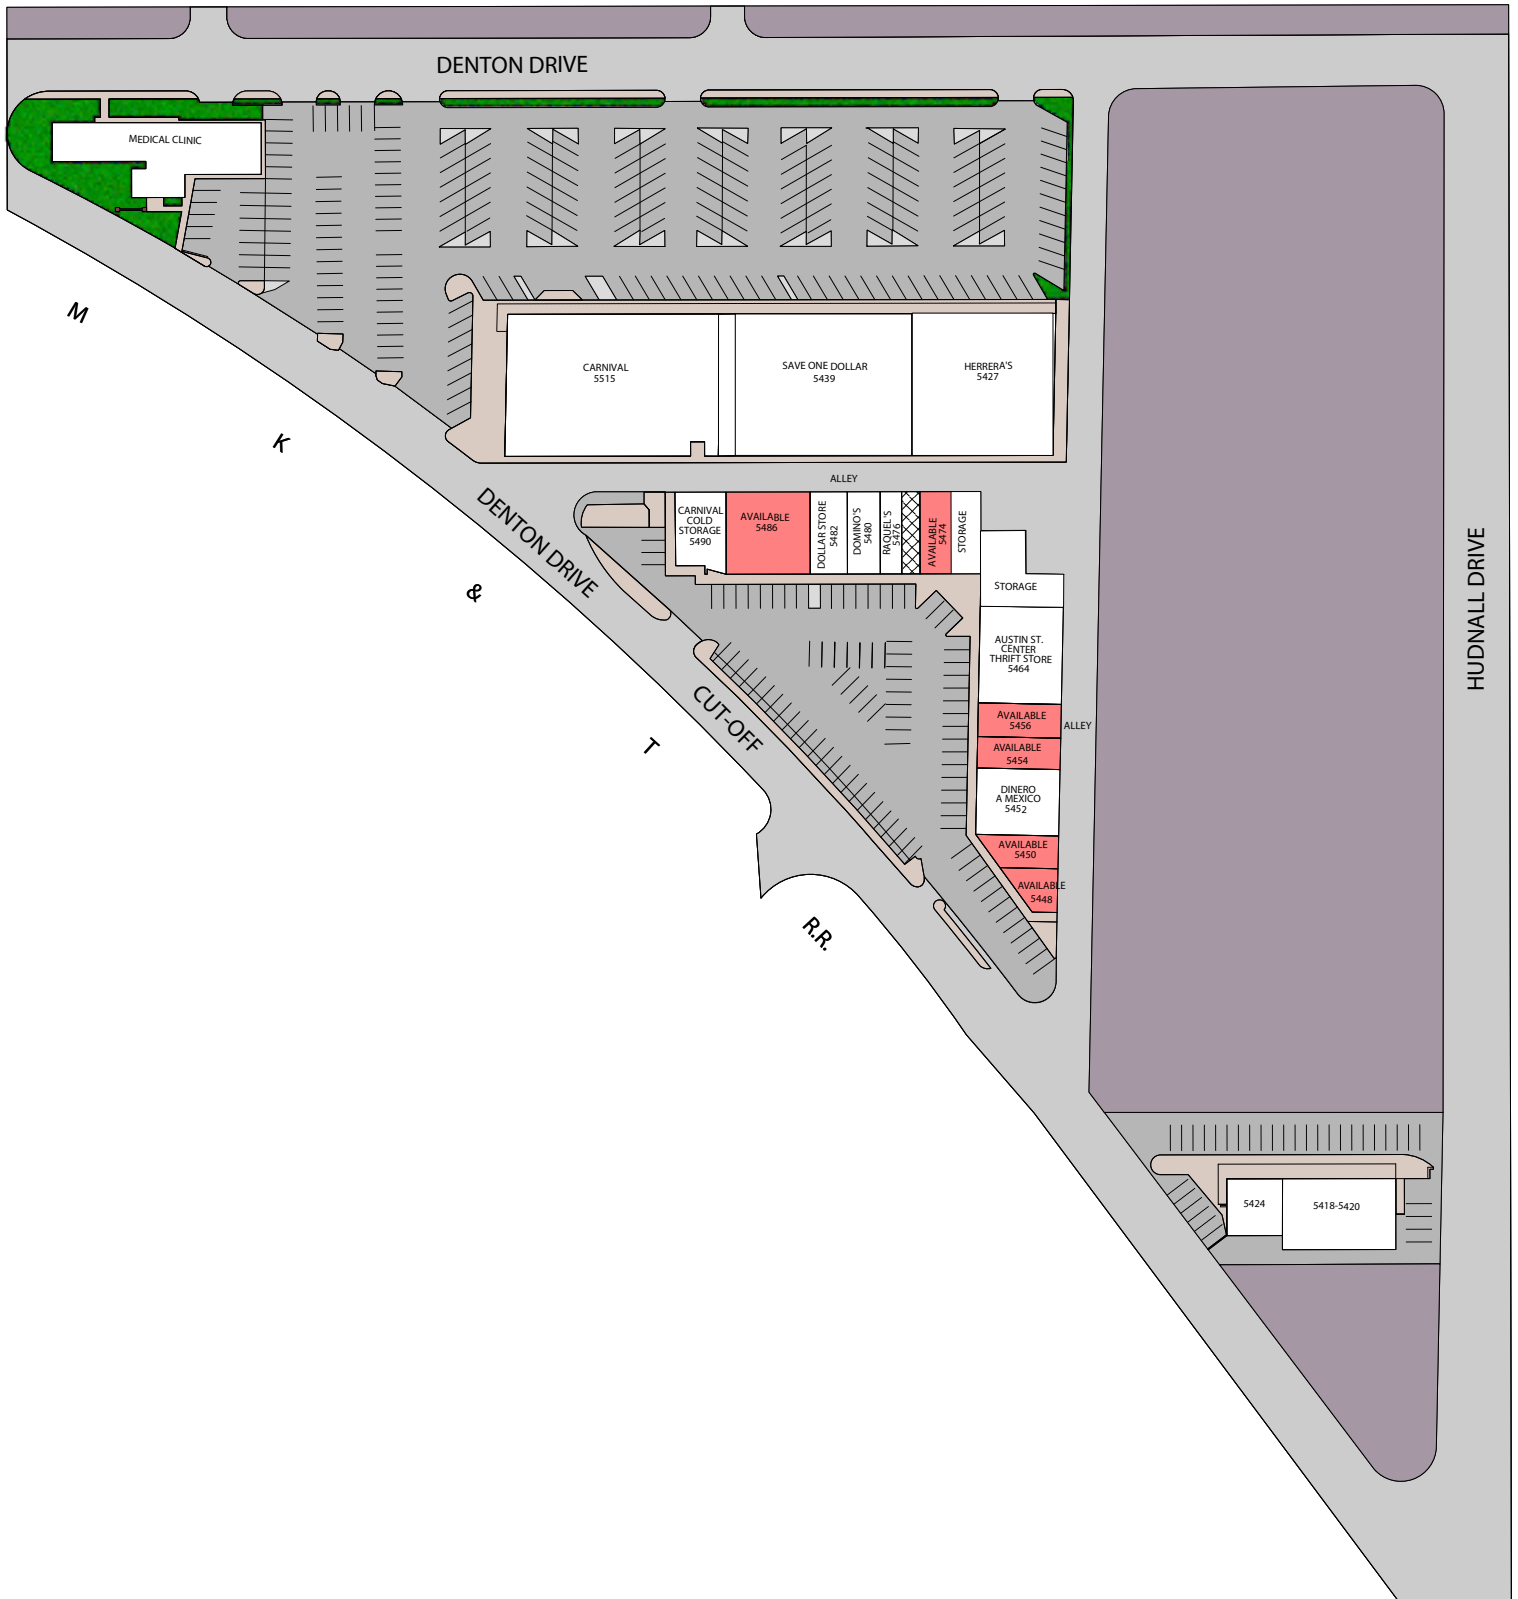 DENTON DRIVE
MEDICAL CLINIC
M
K
&
T
R.R.
CARNIVAL
5515
SAVE ONE DOLLAR
5439
HERRERA'S
5427
ALLEY
DENTON DRIVE
CUT-OFF
CARNIVAL
COLD
STORAGE
5490
AVAILABLE
5486
DOLLAR STORE
5482
DOMINO'S
5480
RAQUEL'S
5476
AVAILABLE
5474
STORAGE
STORAGE
AUSTIN ST.
CENTER
THRIFT STORE
5464
AVAILABLE
5456
ALLEY
AVAILABLE
5454
DINERO
A MEXICO
5452
AVAILABLE
5450
AVAILABLE
5448
HUDNALL DRIVE
5424
5418-5420